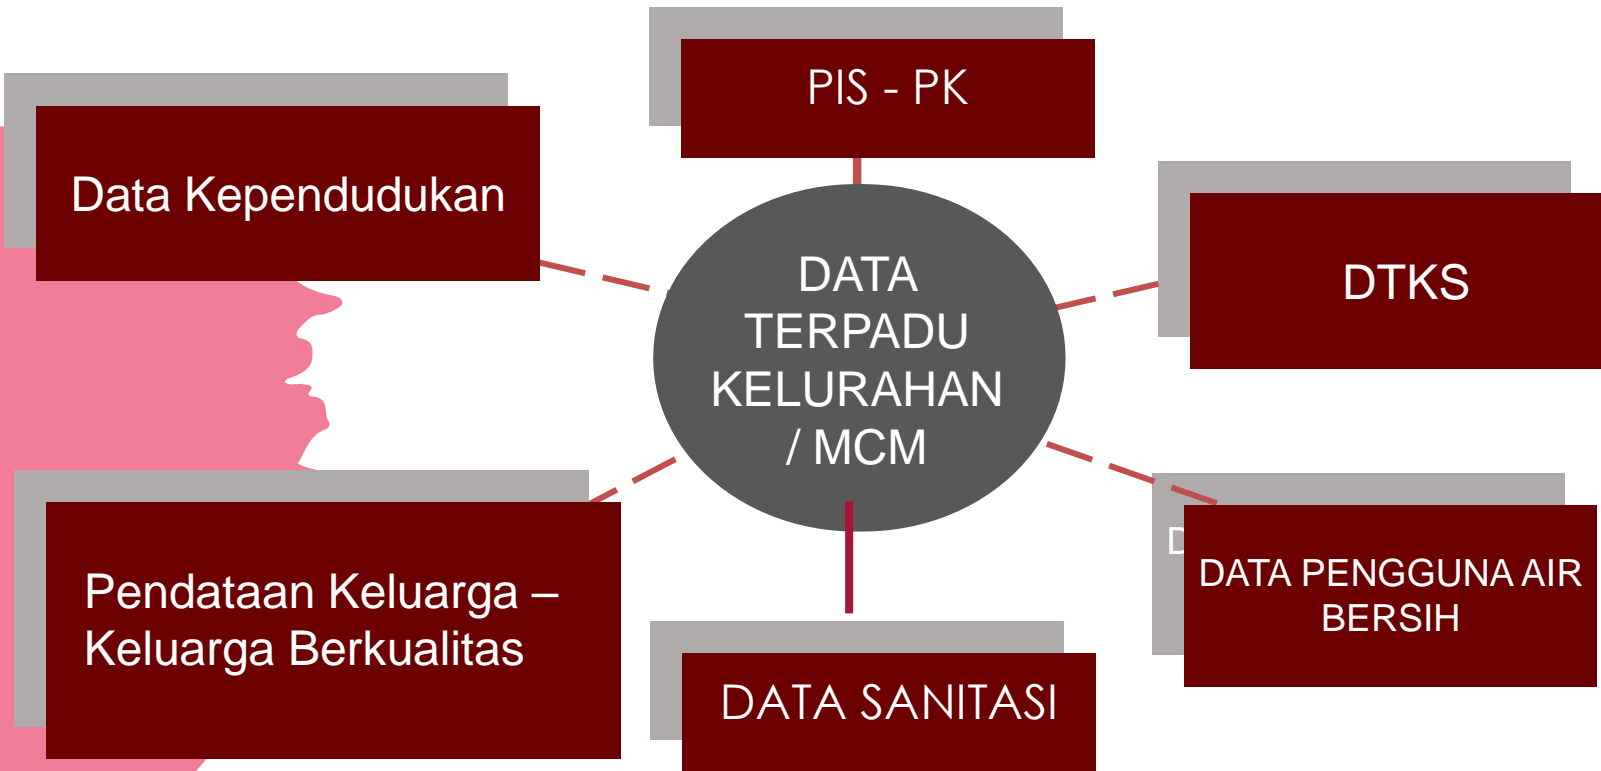 PIS - PK
Data Kependudukan
DTKS
DATA
TERPADU
KELURAHAN
/ MCM
Pendataan Keluarga –
Keluarga Berkualitas
DATA SANITASI
DATA PENGGUNA AIR
BERSIH